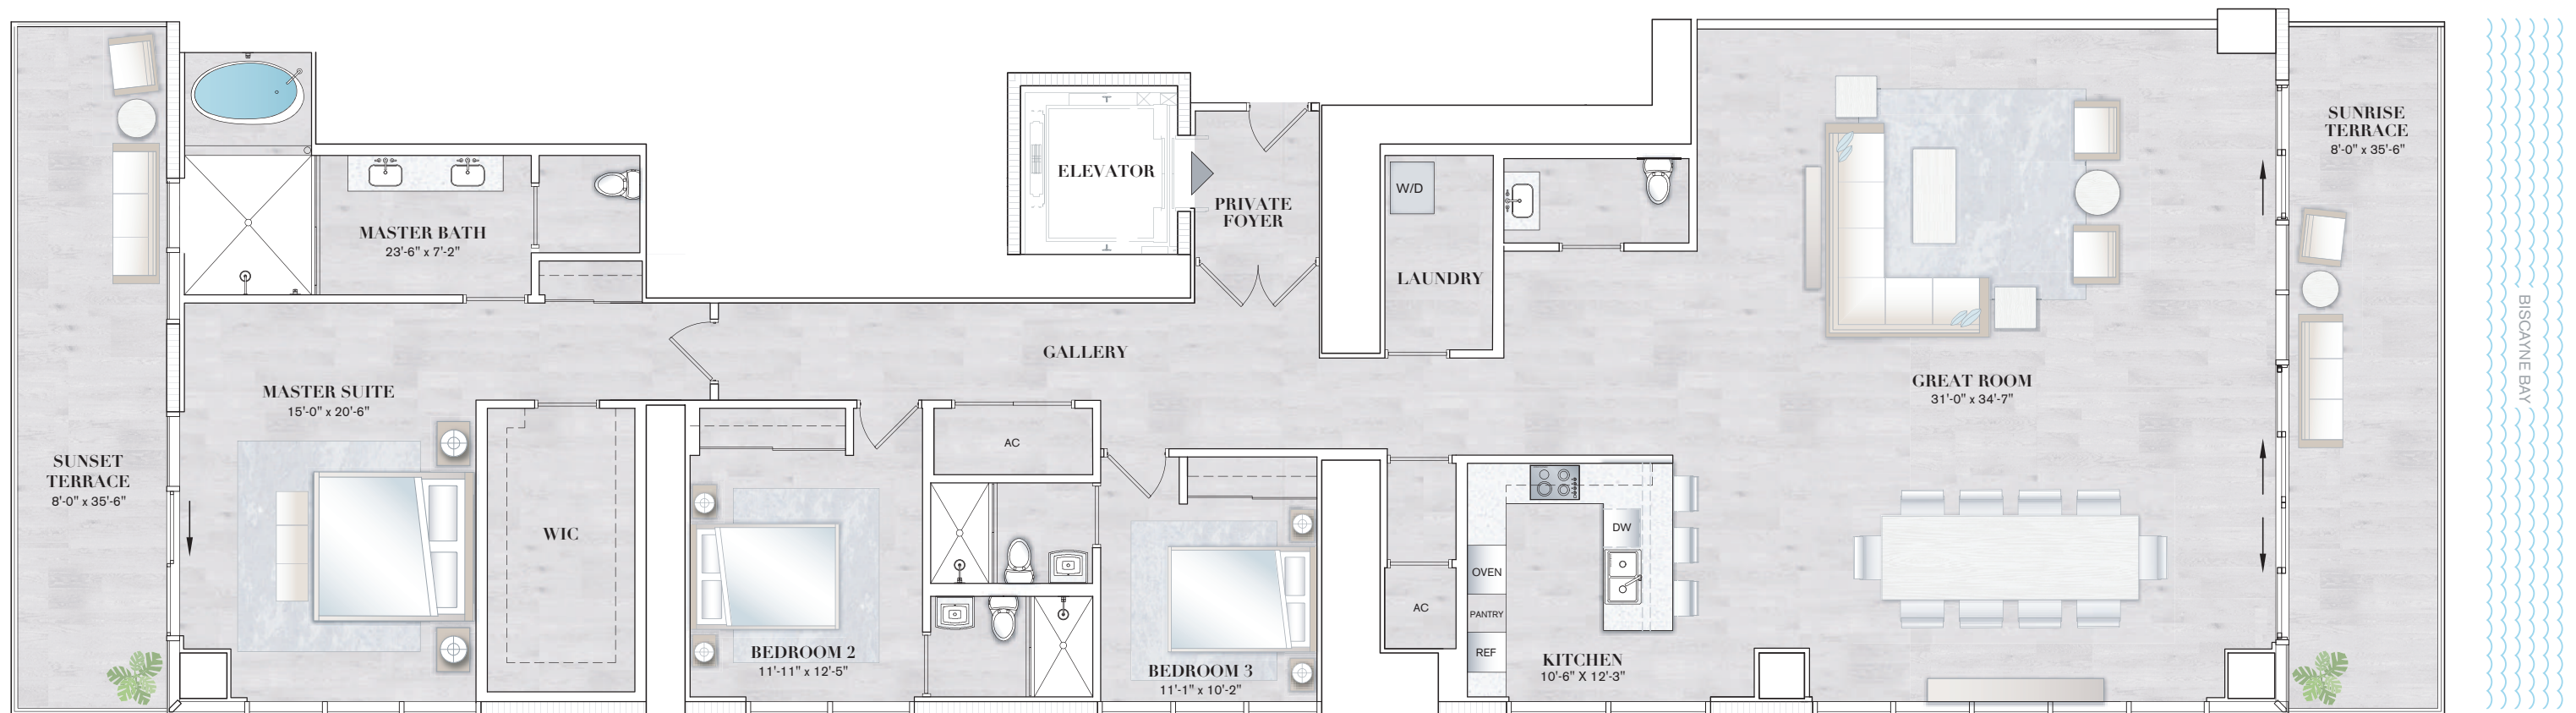 SUNRISE
TERRACE
8'-0" x 35'-6"
ELEVATOR
W/D
PRIVATE
FOYER
MASTER BATH
23'-6" x 7'-2"
LAUNDRY
GALLERY
BISCAYNE BAY
GREAT ROOM
31'-0" x 34'-7"
MASTER SUITE
15'-0" x 20'-6"
AC
SUNSET
TERRACE
8'-0" x 35'-6"
WIC
DW
OVEN
AC
PANTRY
REF
BEDROOM 2
11'-11" x 12'-5"
BEDROOM 3
11'-1" x 10'-2"
KITCHEN
10'-6" X 12'-3"